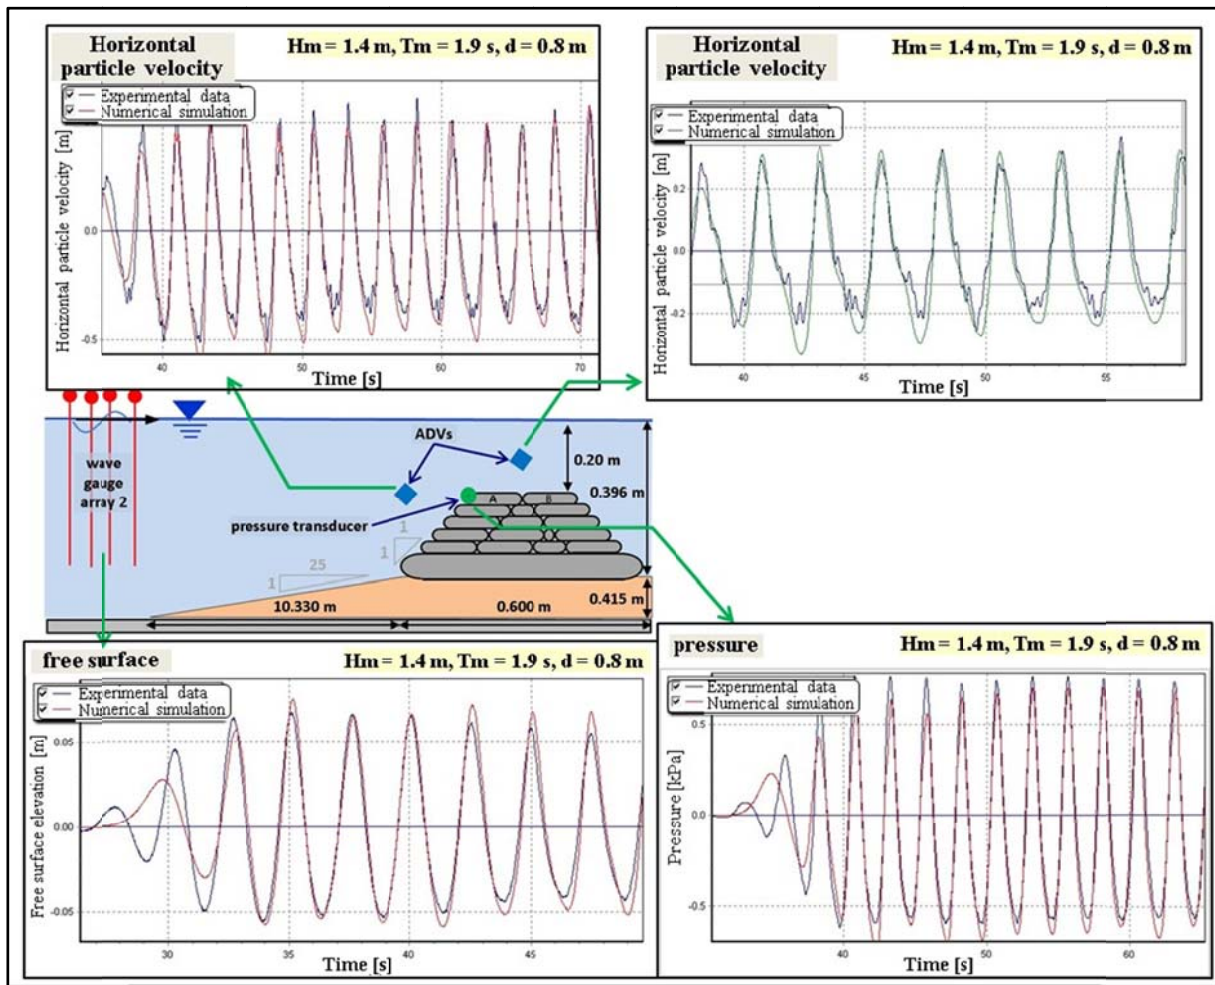 Horizontal
particle velocity
Hm = 1.4 m, Tm = 1.9 s, d = 0.8 m
Experimental data
Numerical simulation
Horizontal particle velocity [m]
0.0
-0.5
40
50
60
70
Time [s]
Horizontal
particle velocity
Hm = 1.4 m, Tm = 1.9 s, d = 0.8 m
Experimental data
Numerical simulation
Horizontal particle velocity [m]
0.2
0.0
-0.2
40
45
50
55
Time [s]
wave
gauge
array 2
ADVs
pressure transducer
A
B
0.20 m
0.396 m
1
1
25
1
10.330 m
0.600 m
0.415 m
free surface
Hm = 1.4 m, Tm = 1.9 s, d = 0.8 m
Experimental data
Numerical simulation
Free surface elevation [m]
0.05
0.00
-0.05
30
35
40
45
Time [s]
pressure
Hm = 1.4 m, Tm = 1.9 s, d = 0.8 m
Experimental data
Numerical simulation
Pressure [kPa]
0.5
0.0
-0.5
40
50
60
Time [s]